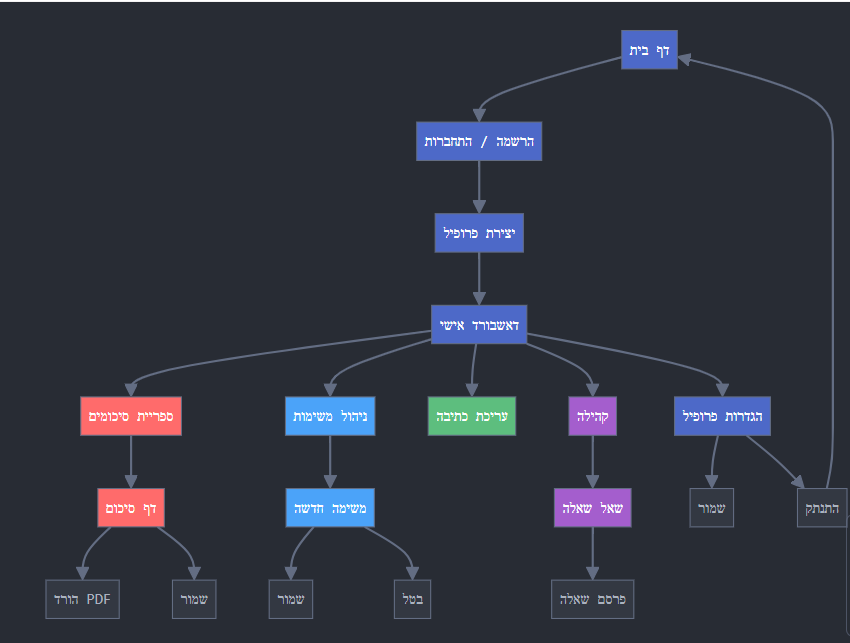 דף בית
הרשמה / התחברות
יצירת פרופיל
דאשבורד אישי
ספריית סיכומים
ניהול משימות
עריכת כתיבה
קהילה
הגדרות פרופיל
דף סיכום
משימה חדשה
שאל שאלה
שמור
התנתק
הורד PDF
שמור
שמור
בטל
פרסם שאלה